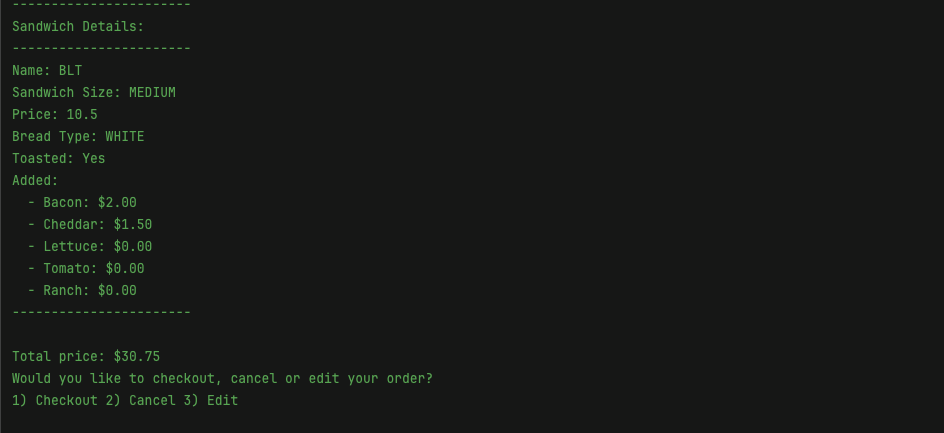 -----------------------
Sandwich Details:
-----------------------
Name: BLT
Sandwich Size: MEDIUM
Price: 10.5
Bread Type: WHITE
Toasted: Yes
Added:
  - Bacon: $2.00
  - Cheddar: $1.50
  - Lettuce: $0.00
  - Tomato: $0.00
  - Ranch: $0.00
-----------------------
Total price: $30.75
Would you like to checkout, cancel or edit your order?
1) Checkout 2) Cancel 3) Edit